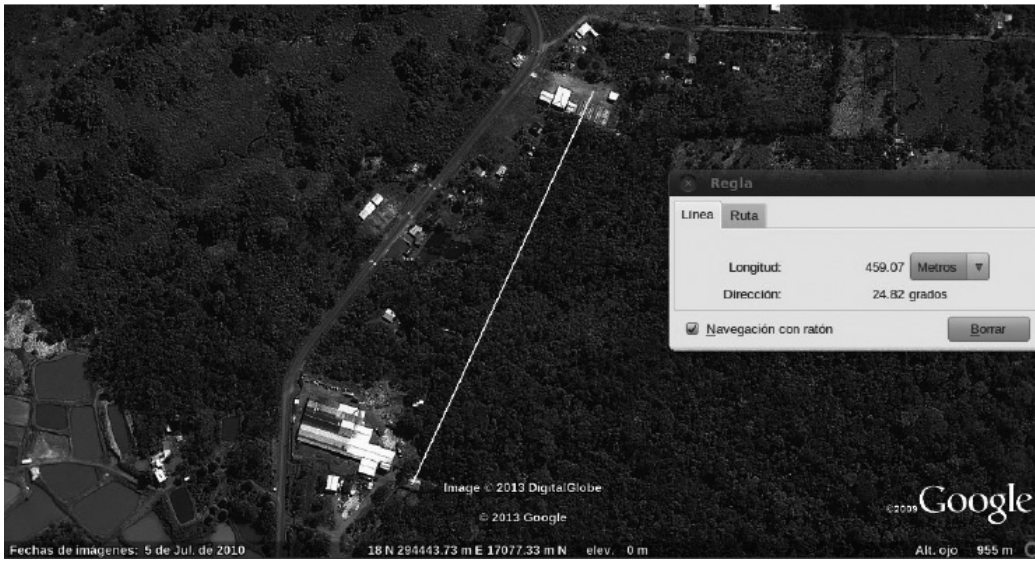 Regla
Línea Ruta
Longitud: 459.07 Metros
Dirección: 24.82 grados
Navegación con ratón Borrar
Image © 2013 DigitalGlobe
© 2013 Google
©2009 Google
Fechas de imágenes: 5 de Jul. de 2010 18 N 294443.73 m E 17077.33 m N elev. 0 m Alt. ojo 955 m